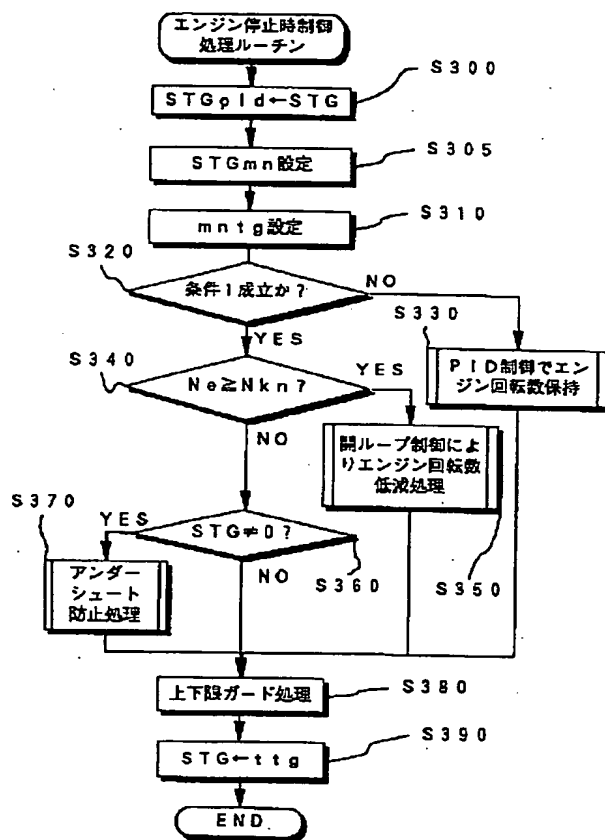 エンジン停止時制御
処理ルーチン
S300
STGold←STG
S305
STGmn設定
S310
mntg設定
S320
条件1成立か？
NO
YES
S330
PID制御でエン
ジン回転数保持
S340
Ne≧Nkn？
YES
NO
開ループ制御によ
りエンジン回転数
低減処理
S350
S370
YES
STG≠0？
NO
S360
アンダー
シュート
防止処理
上下限ガード処理
S380
STG←ttg
S390
END